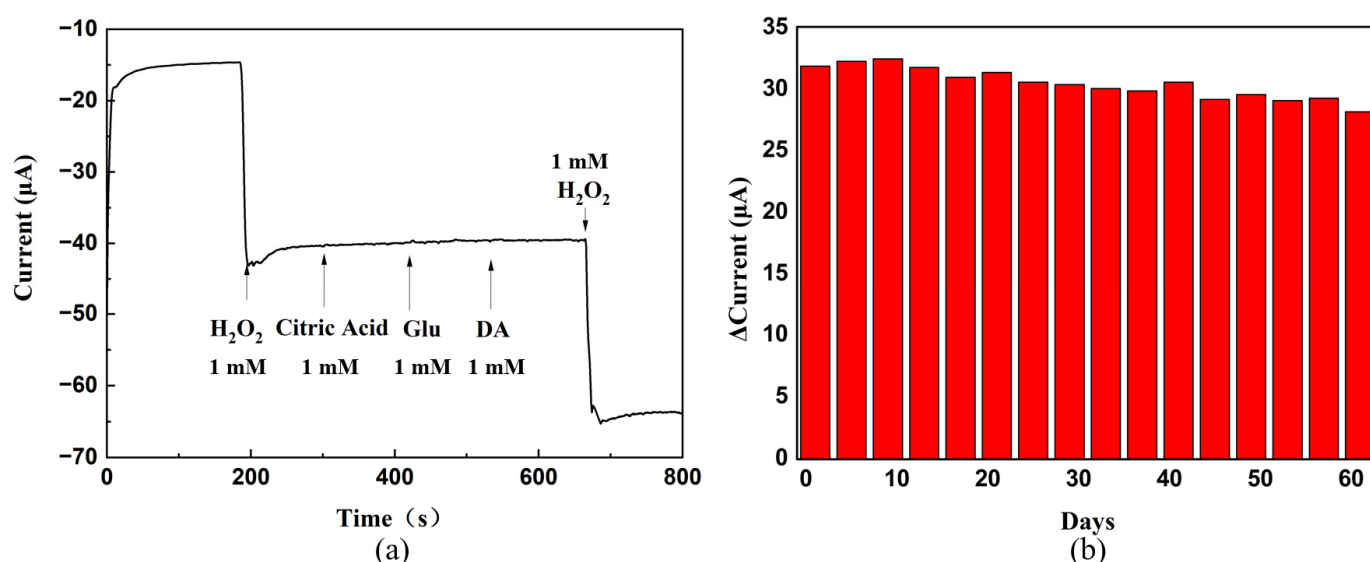 −10
−20
−30
−40
−50
−60
−70
Current (μA)
0
200
400
600
800
Time（s）
1 mM
H₂O₂
H₂O₂ Citric Acid Glu DA
1 mM 1 mM 1 mM 1 mM
(a)
35
30
25
20
15
10
5
0
ΔCurrent (μA)
0 10 20 30 40 50 60
Days
(b)